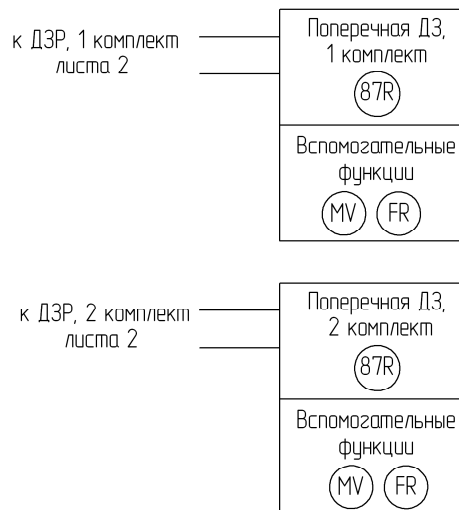 к ДЗР, 1 комплект
листа 2
Поперечная ДЗ,
1 комплект
87R
Вспомогательные
функции
MV FR
к ДЗР, 2 комплект
листа 2
Поперечная ДЗ,
2 комплект
87R
Вспомогательные
функции
MV FR